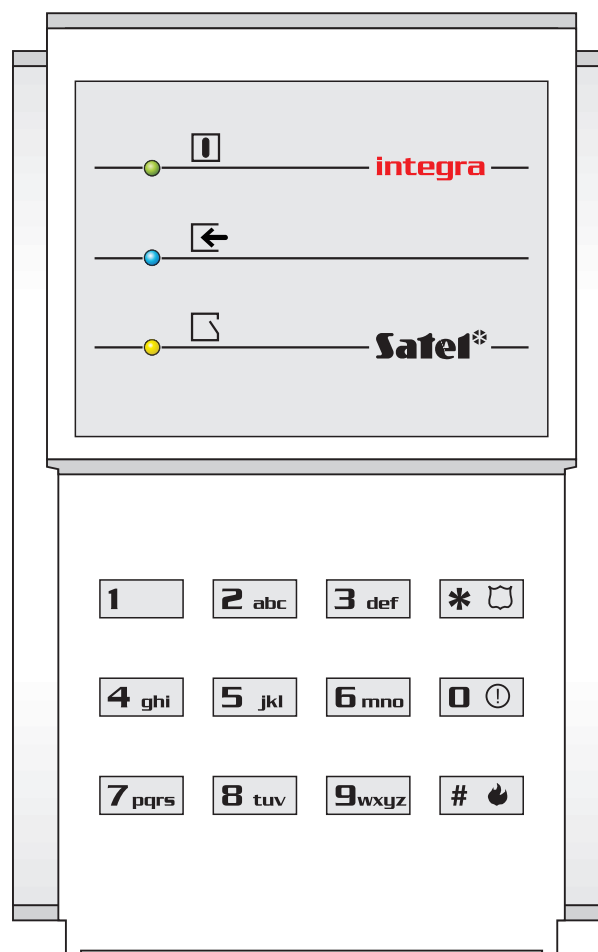 integra
Satel
1 2 abc 3 def *
4 ghi 5 jkl 6 mno 0
7 pqrs 8 tuv 9 wxyz #